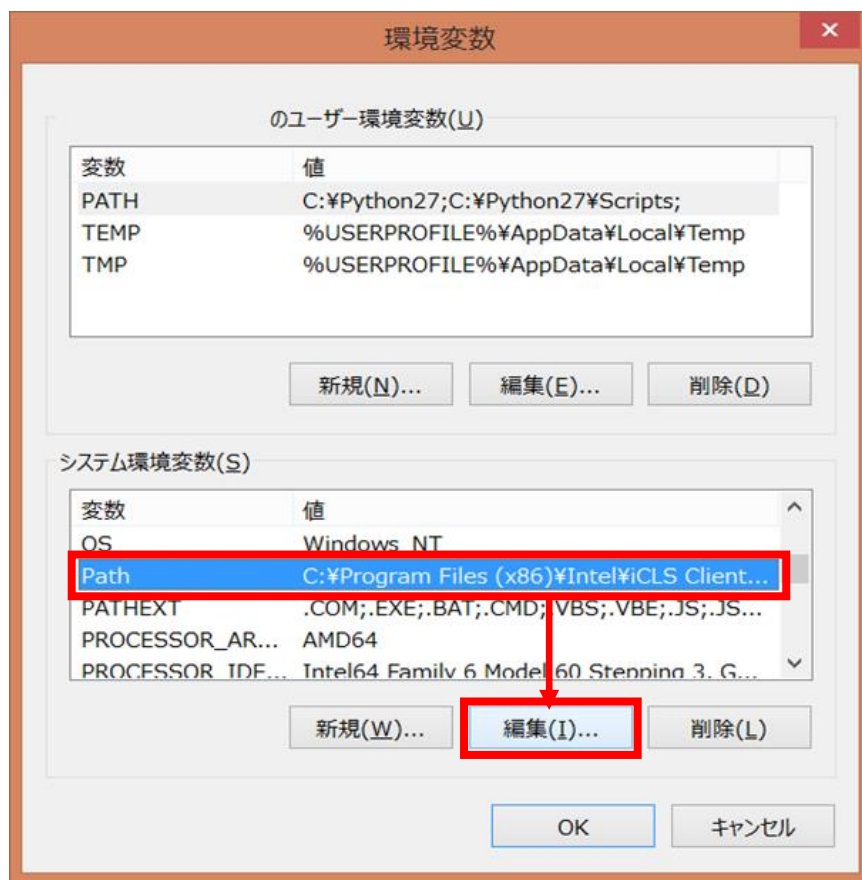 環境変数
のユーザー環境変数(U)
変数 値
PATH C:¥Python27;C:¥Python27¥Scripts;
TEMP %USERPROFILE%¥AppData¥Local¥Temp
TMP %USERPROFILE%¥AppData¥Local¥Temp
新規(N)... 編集(E)... 削除(D)
システム環境変数(S)
変数 値
OS Windows_NT
Path C:¥Program Files (x86)¥Intel¥iCLS Client...
PATHEXT .COM;.EXE;.BAT;.CMD;.VBS;.VBE;.JS;.JS...
PROCESSOR_AR... AMD64
PROCESSOR_IDE... Intel64 Family 6 Model 60 Stepping 3, G...
新規(W)... 編集(I)... 削除(L)
OK キャンセル